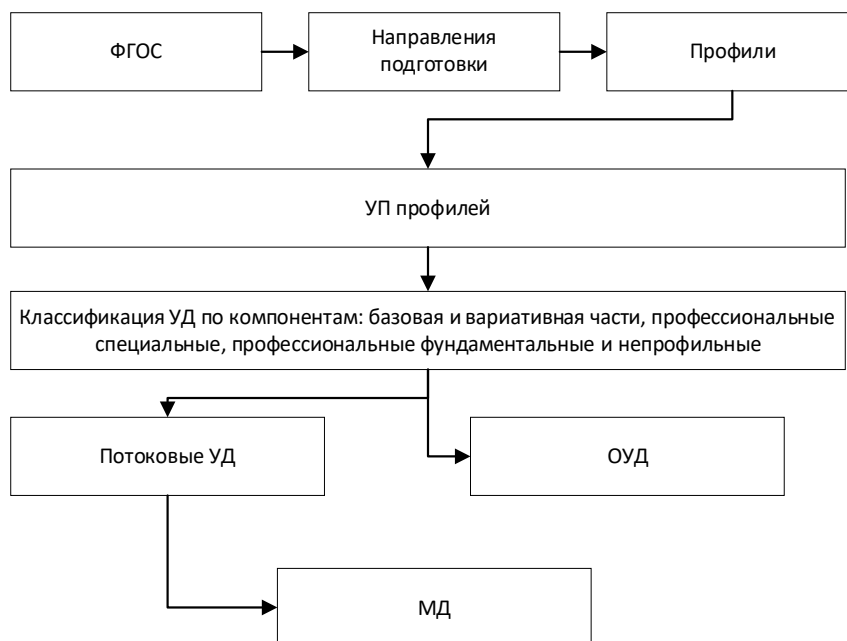 ФГОС
Направления
подготовки
Профили
УП профилей
Классификация УД по компонентам: базовая и вариативная части, профессиональные
специальные, профессиональные фундаментальные и непрофильные
Потоковые УД
ОУД
МД